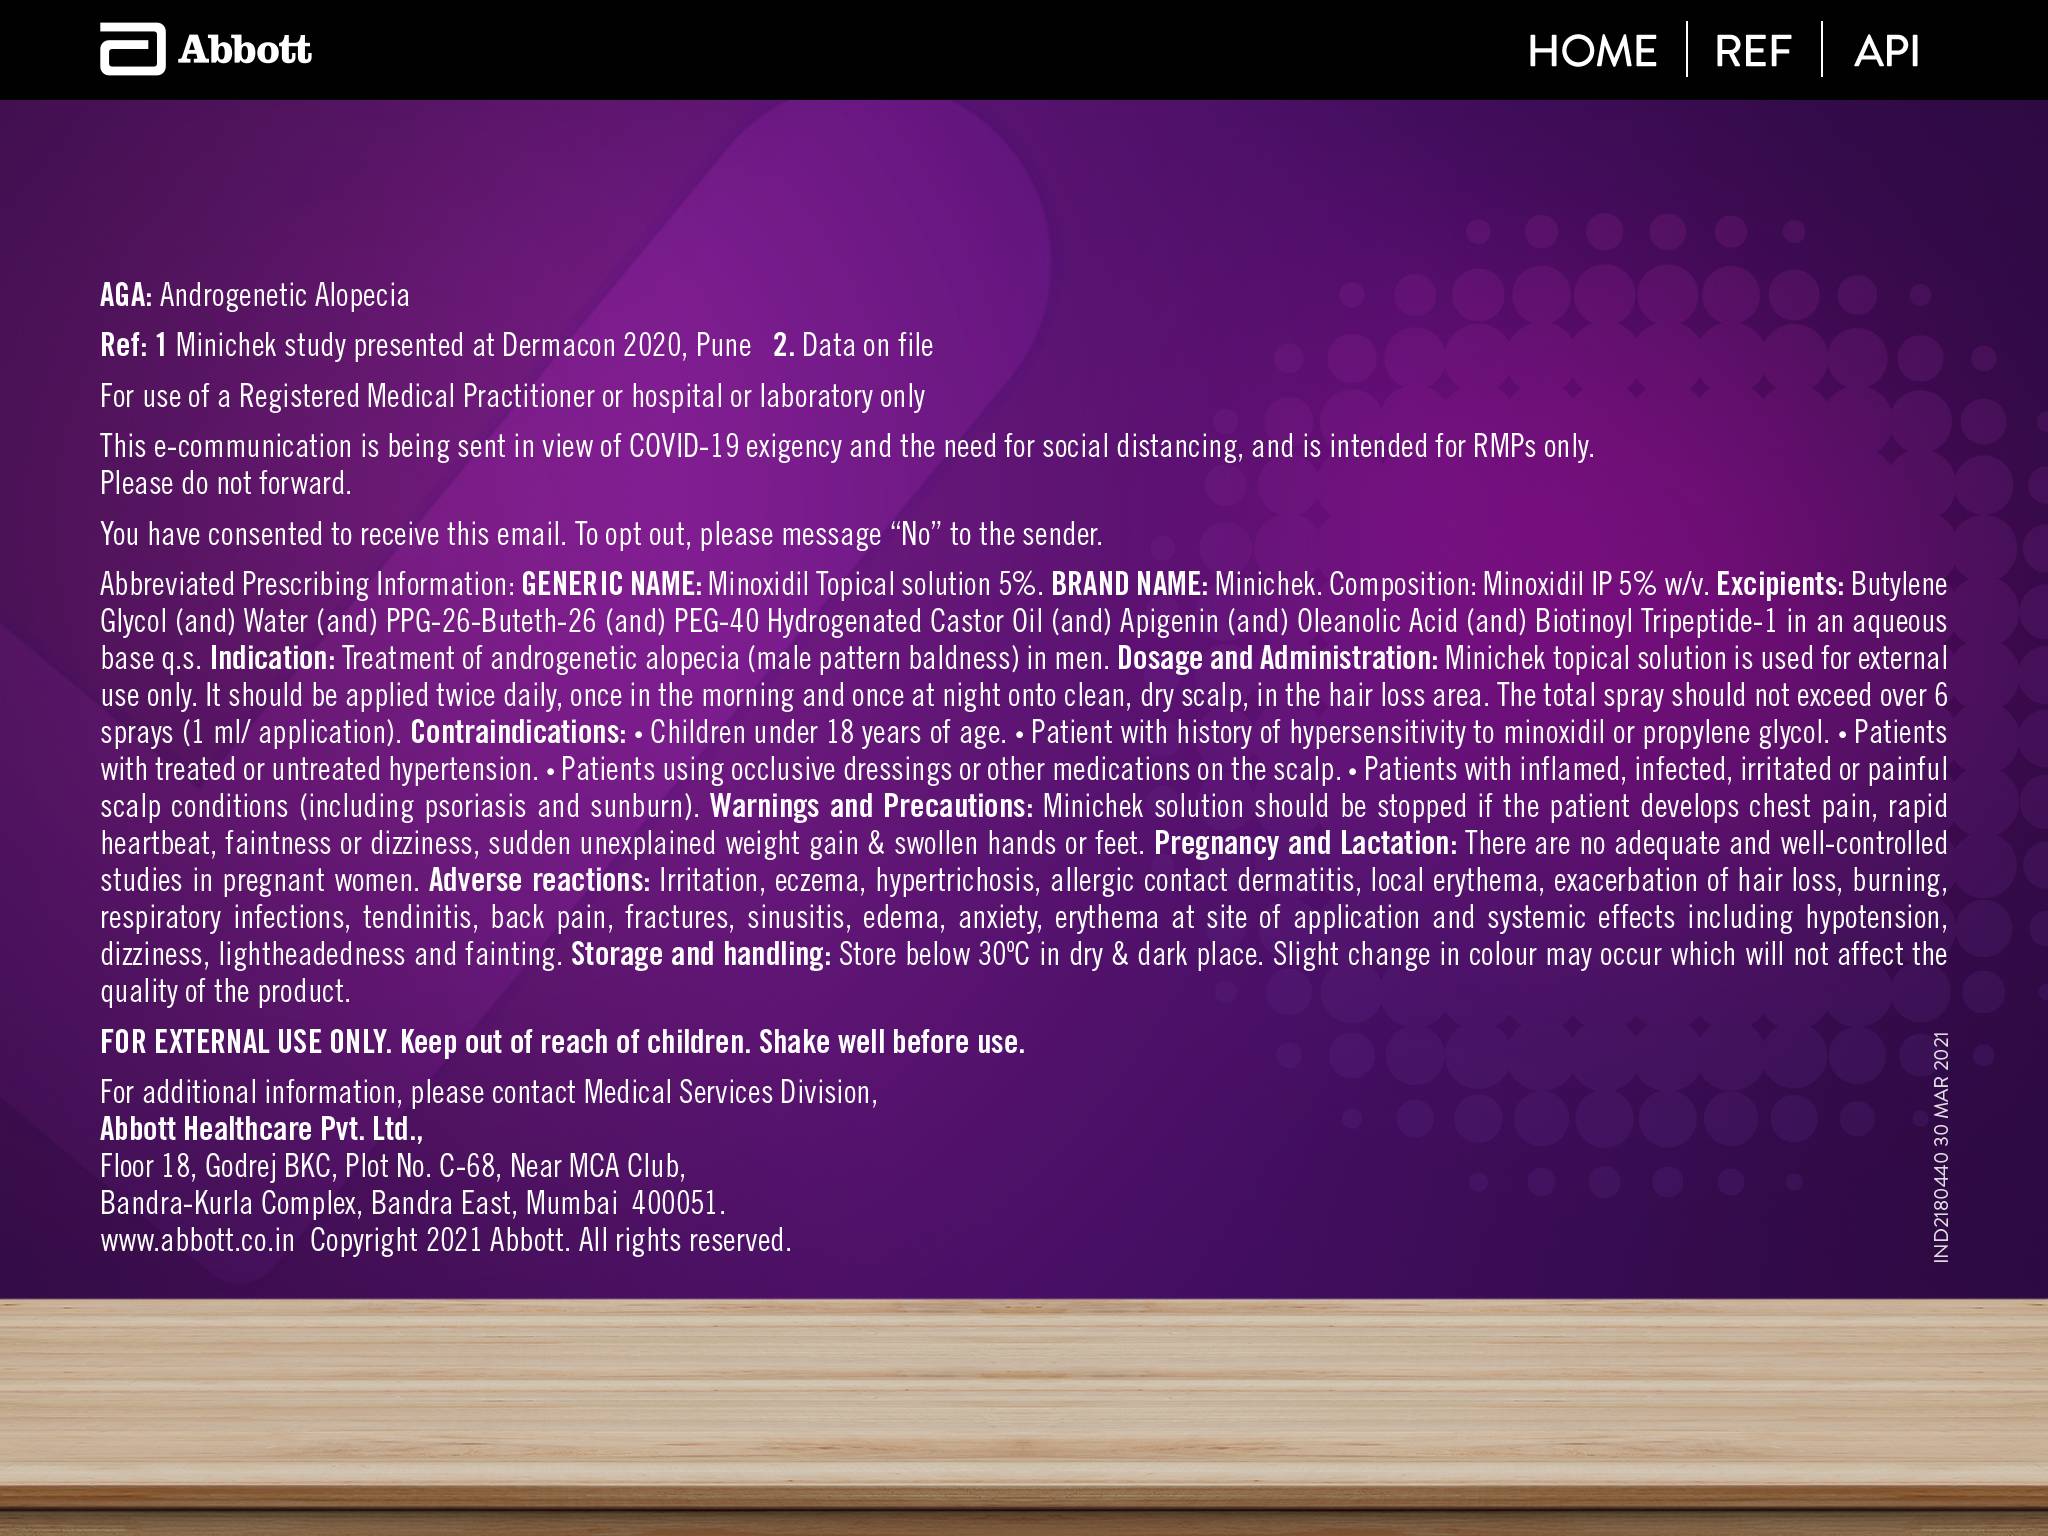 Abbott
HOME REF API
AGA: Androgenetic Alopecia
Ref: 1 Minichek study presented at Dermacon 2020, Pune 2. Data on file
For use of a Registered Medical Practitioner or hospital or laboratory only
This e-communication is being sent in view of COVID-19 exigency and the need for social distancing, and is intended for RMPs only.
Please do not forward.
You have consented to receive this email. To opt out, please message “No” to the sender.
Abbreviated Prescribing Information: GENERIC NAME: Minoxidil Topical solution 5%. BRAND NAME: Minichek. Composition: Minoxidil IP 5% w/v. Excipients: Butylene
Glycol (and) Water (and) PPG-26-Buteth-26 (and) PEG-40 Hydrogenated Castor Oil (and) Apigenin (and) Oleanolic Acid (and) Biotinoyl Tripeptide-1 in an aqueous
base q.s. Indication: Treatment of androgenetic alopecia (male pattern baldness) in men. Dosage and Administration: Minichek topical solution is used for external
use only. It should be applied twice daily, once in the morning and once at night onto clean, dry scalp, in the hair loss area. The total spray should not exceed over 6
sprays (1 ml/ application). Contraindications: • Children under 18 years of age. • Patient with history of hypersensitivity to minoxidil or propylene glycol. • Patients
with treated or untreated hypertension. • Patients using occlusive dressings or other medications on the scalp. • Patients with inflamed, infected, irritated or painful
scalp conditions (including psoriasis and sunburn). Warnings and Precautions: Minichek solution should be stopped if the patient develops chest pain, rapid
heartbeat, faintness or dizziness, sudden unexplained weight gain & swollen hands or feet. Pregnancy and Lactation: There are no adequate and well-controlled
studies in pregnant women. Adverse reactions: Irritation, eczema, hypertrichosis, allergic contact dermatitis, local erythema, exacerbation of hair loss, burning,
respiratory infections, tendinitis, back pain, fractures, sinusitis, edema, anxiety, erythema at site of application and systemic effects including hypotension,
dizziness, lightheadedness and fainting. Storage and handling: Store below 30ºC in dry & dark place. Slight change in colour may occur which will not affect the
quality of the product.
FOR EXTERNAL USE ONLY. Keep out of reach of children. Shake well before use.
For additional information, please contact Medical Services Division,
Abbott Healthcare Pvt. Ltd.,
Floor 18, Godrej BKC, Plot No. C-68, Near MCA Club,
Bandra-Kurla Complex, Bandra East, Mumbai 400051.
www.abbott.co.in Copyright 2021 Abbott. All rights reserved.
IND2180440 30 MAR 2021